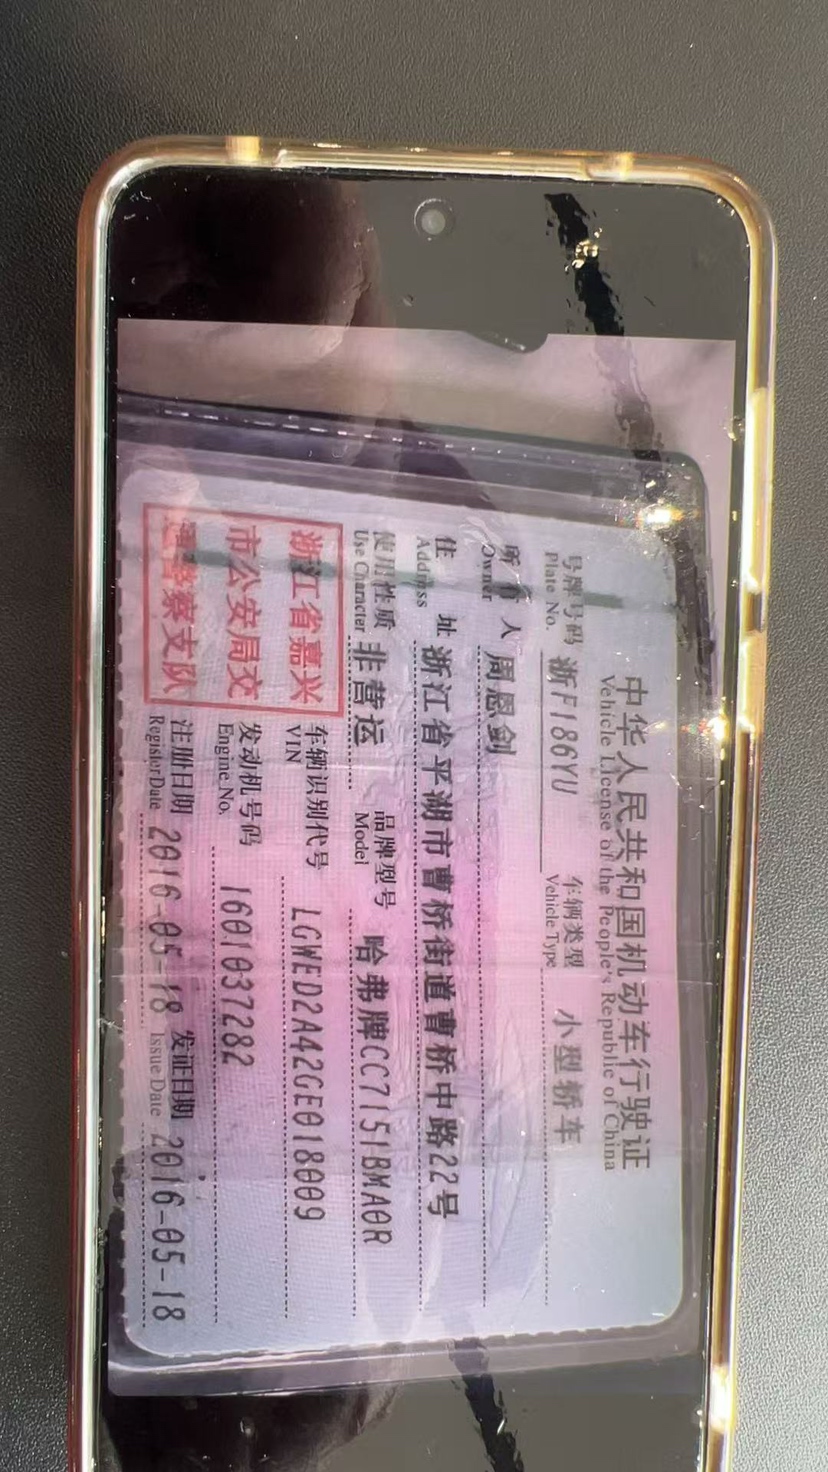 中华人民共和国机动车行驶证
Vehicle License of the People's Republic of China
号牌号码 浙F186YU 车辆类型 小型轿车
Plate No. Vehicle Type
所有人 周恩剑
Owner
住址 浙江省平湖市曹桥街道曹桥中路22号
Address
使用性质 非营运 品牌型号 哈弗牌CC7151BMA0R
Use Character Model
浙江省嘉兴
市公安局交
通警察支队
车辆识别代号 LGWED2A42GE018009
VIN
发动机号码 1601037282
Engine No.
注册日期 2016-05-18 发证日期 2016-05-18
Register Date Issue Date